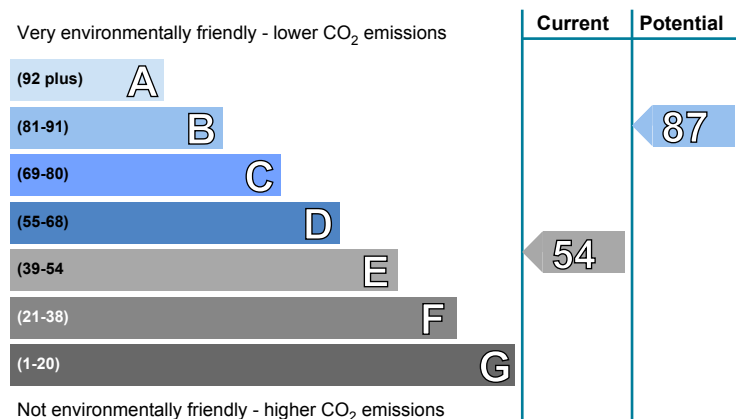 Very environmentally friendly - lower CO₂ emissions
Current Potential
(92 plus) A
(81-91) B
87
(69-80) C
(55-68) D
(39-54 E
54
(21-38) F
(1-20) G
Not environmentally friendly - higher CO₂ emissions